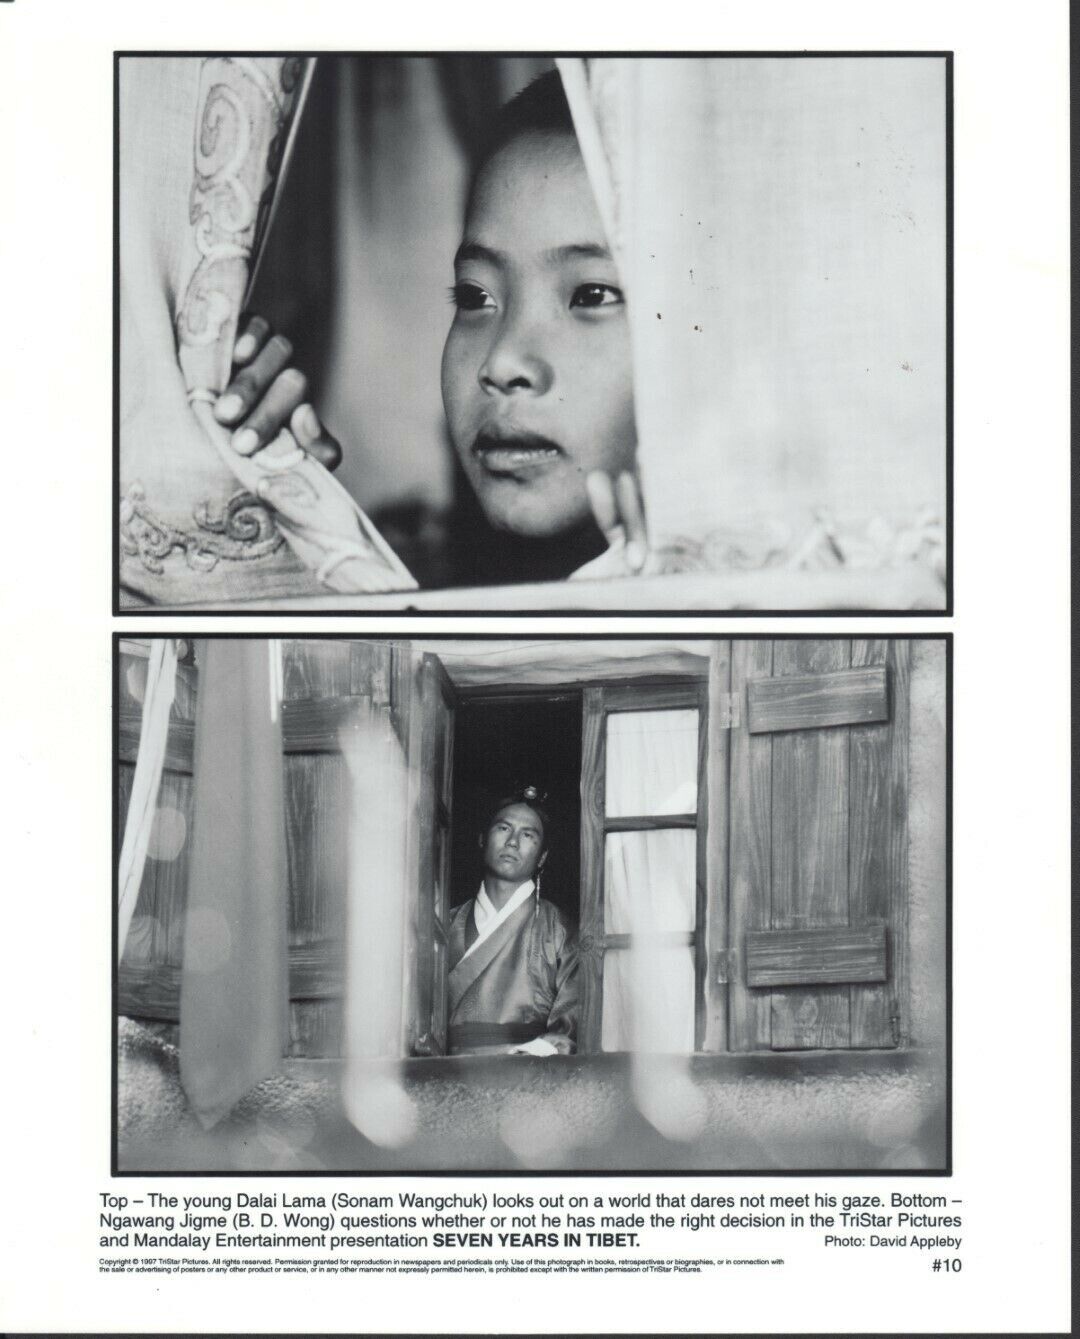 Top – The young Dalai Lama (Sonam Wangchuk) looks out on a world that dares not meet his gaze. Bottom –
Ngawang Jigme (B. D. Wong) questions whether or not he has made the right decision in the TriStar Pictures
and Mandalay Entertainment presentation SEVEN YEARS IN TIBET. Photo: David Appleby
Copyright © 1997 TriStar Pictures. All rights reserved. Permission granted for reproduction in newspapers and periodicals only. Use of this photograph in books, retrospectives or biographies, or in connection with
the sale or advertising of posters or any other product or service, or in any other manner not expressly permitted herein, is prohibited except with the written permission of TriStar Pictures.
#10